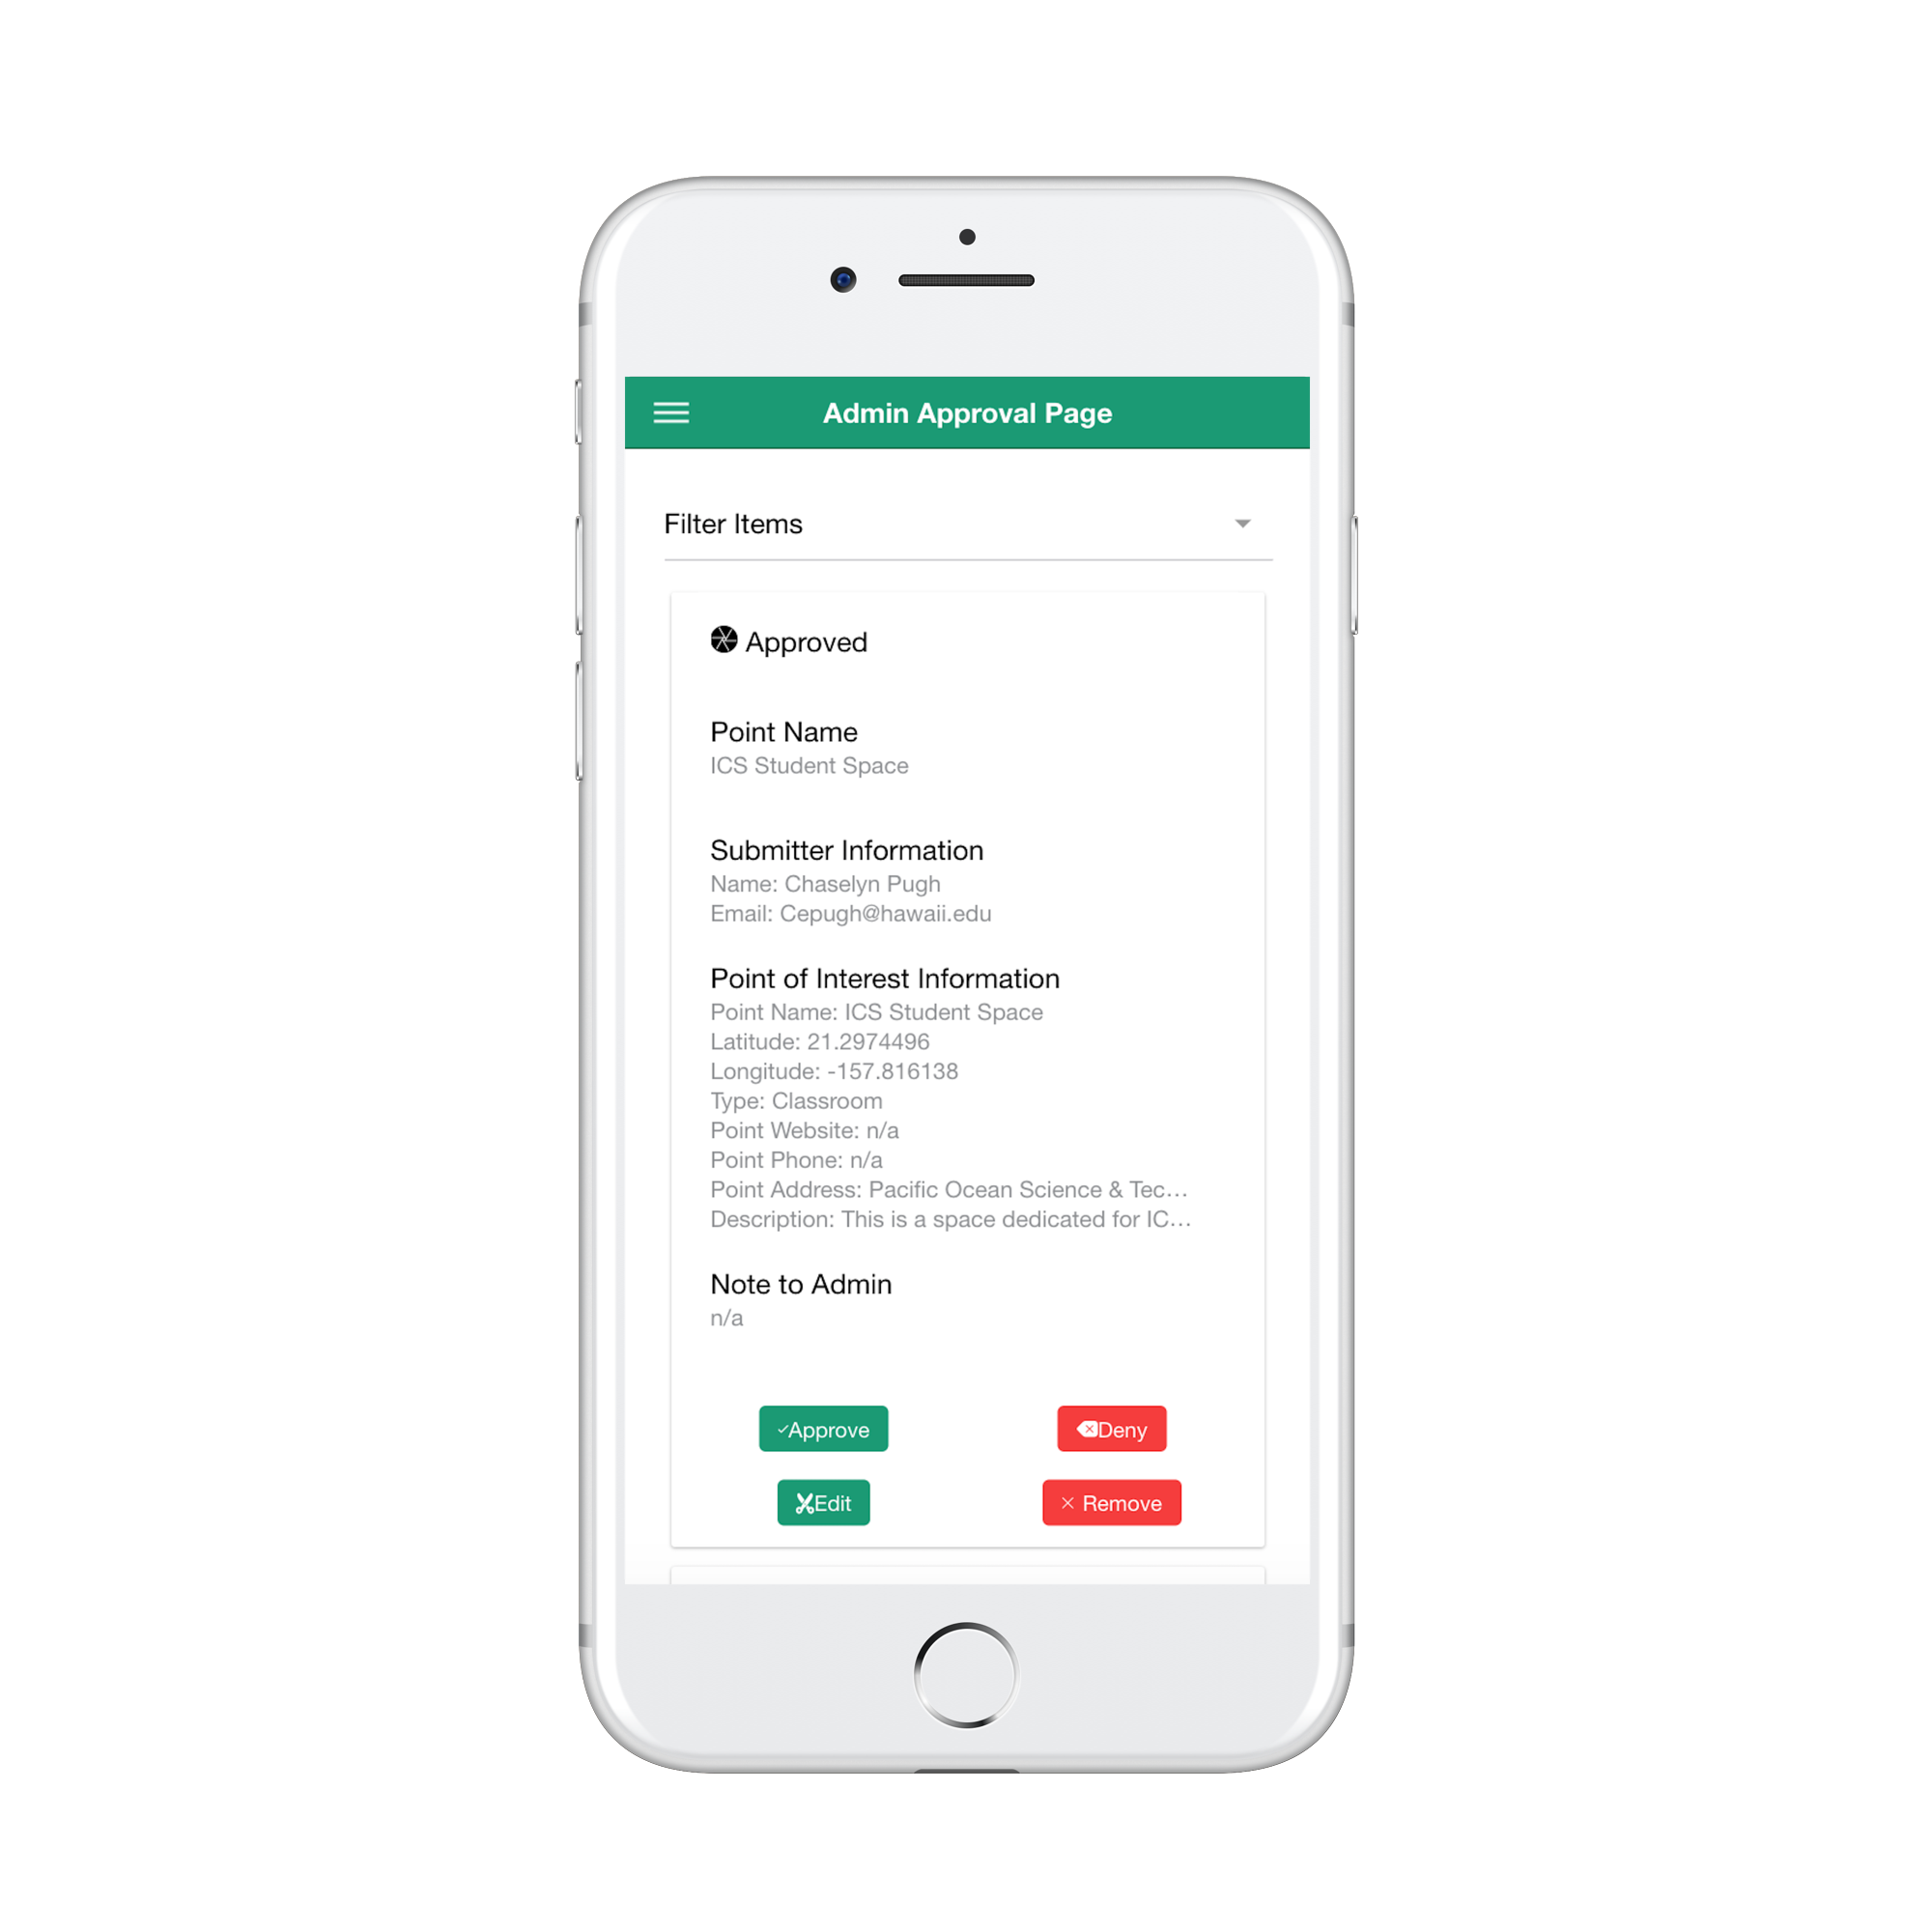 Admin Approval Page
Filter Items
Approved
Point Name
ICS Student Space
Submitter Information
Name: Chaselyn Pugh
Email: Cepugh@hawaii.edu
Point of Interest Information
Point Name: ICS Student Space
Latitude: 21.2974496
Longitude: -157.816138
Type: Classroom
Point Website: n/a
Point Phone: n/a
Point Address: Pacific Ocean Science & Tec...
Description: This is a space dedicated for IC...
Note to Admin
n/a
Approve
Deny
Edit
Remove